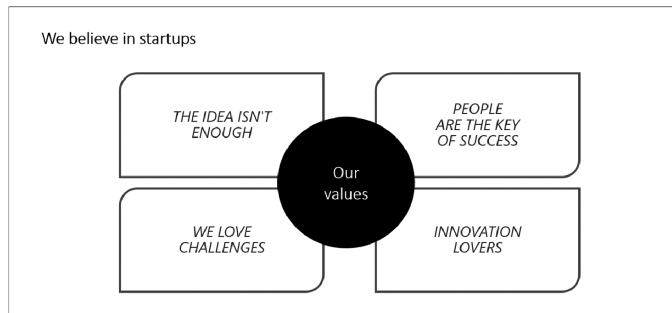 We believe in startups
THE IDEA ISN'T
ENOUGH
PEOPLE
ARE THE KEY
OF SUCCESS
Our
values
WE LOVE
CHALLENGES
INNOVATION
LOVERS